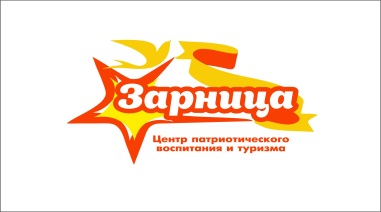 Зарница
Центр патриотического
воспитания и туризма